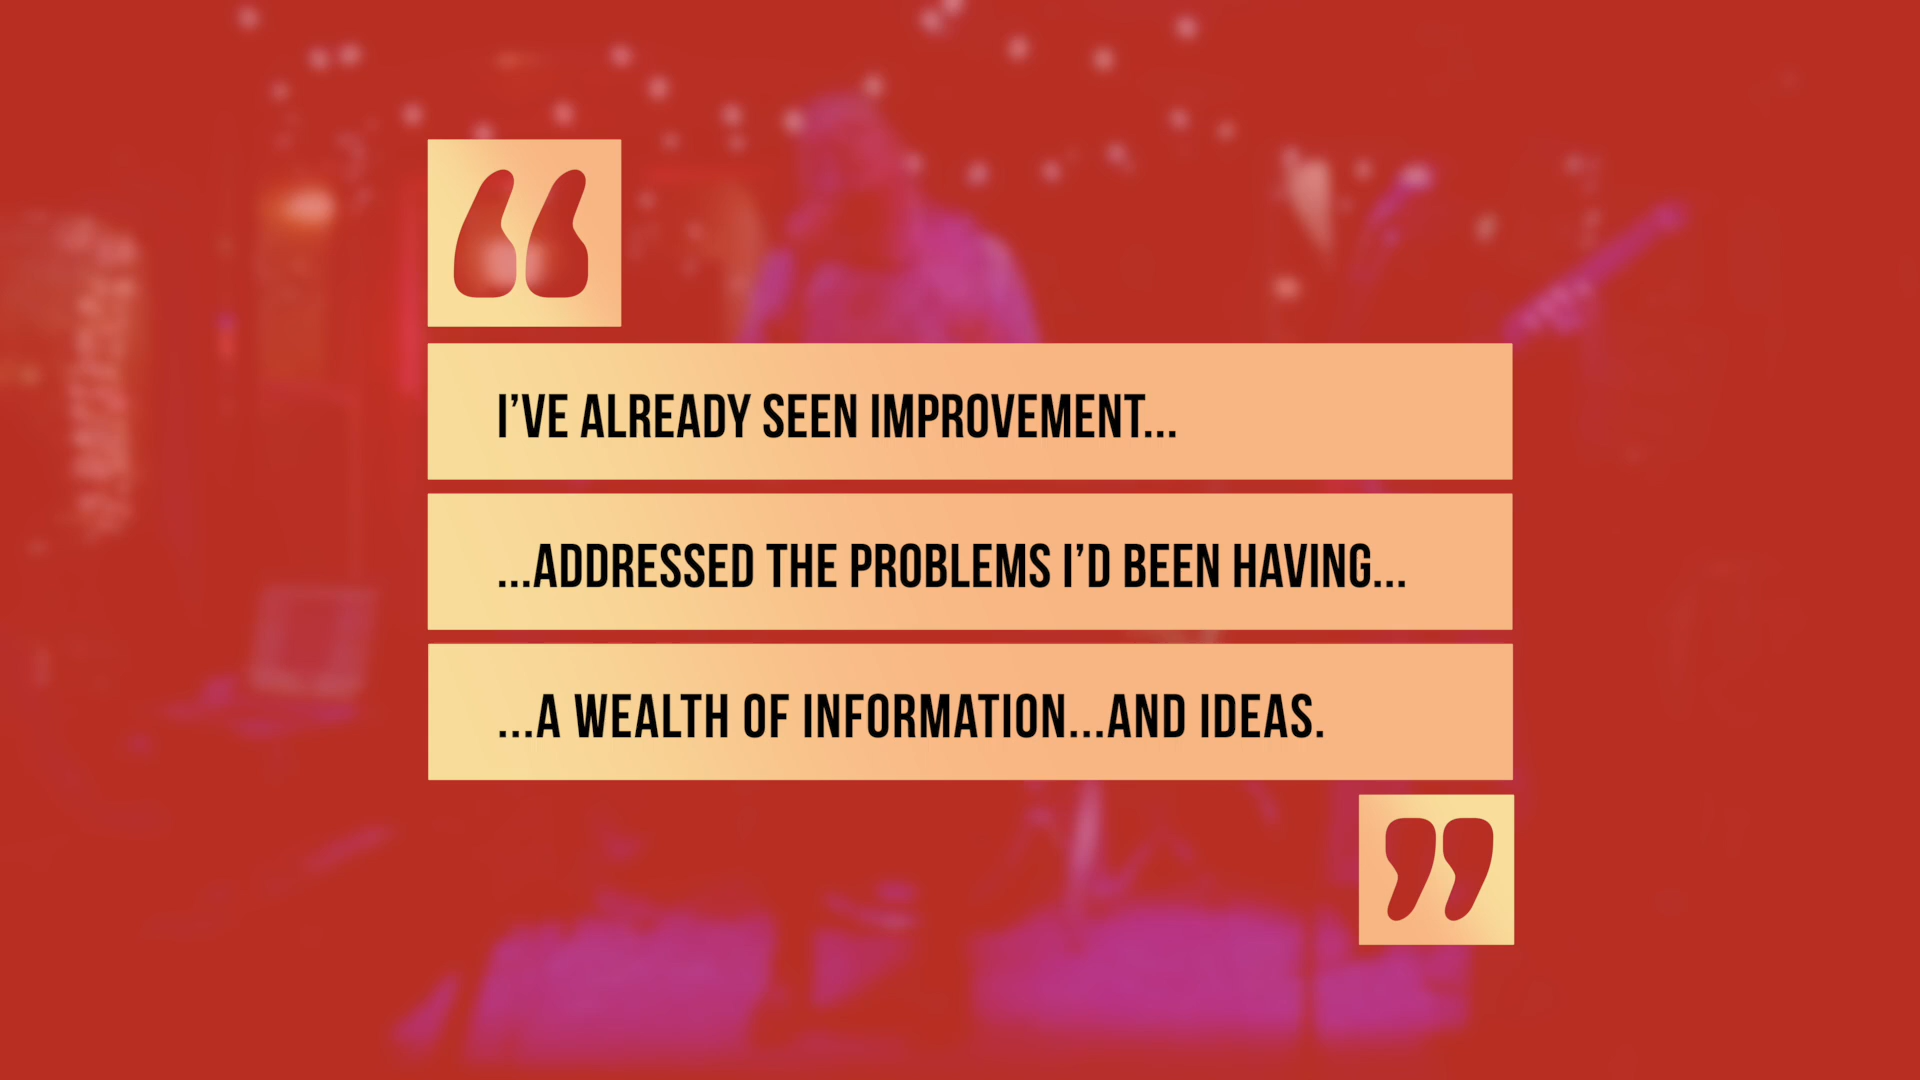 “
I’VE ALREADY SEEN IMPROVEMENT...
...ADDRESSED THE PROBLEMS I’D BEEN HAVING...
...A WEALTH OF INFORMATION...AND IDEAS.
”